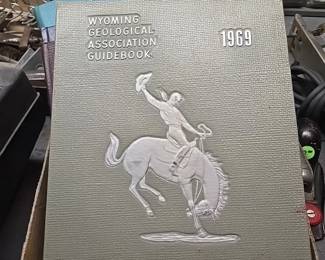 WYOMING
GEOLOGICAL
ASSOCIATION
GUIDEBOOK
1969